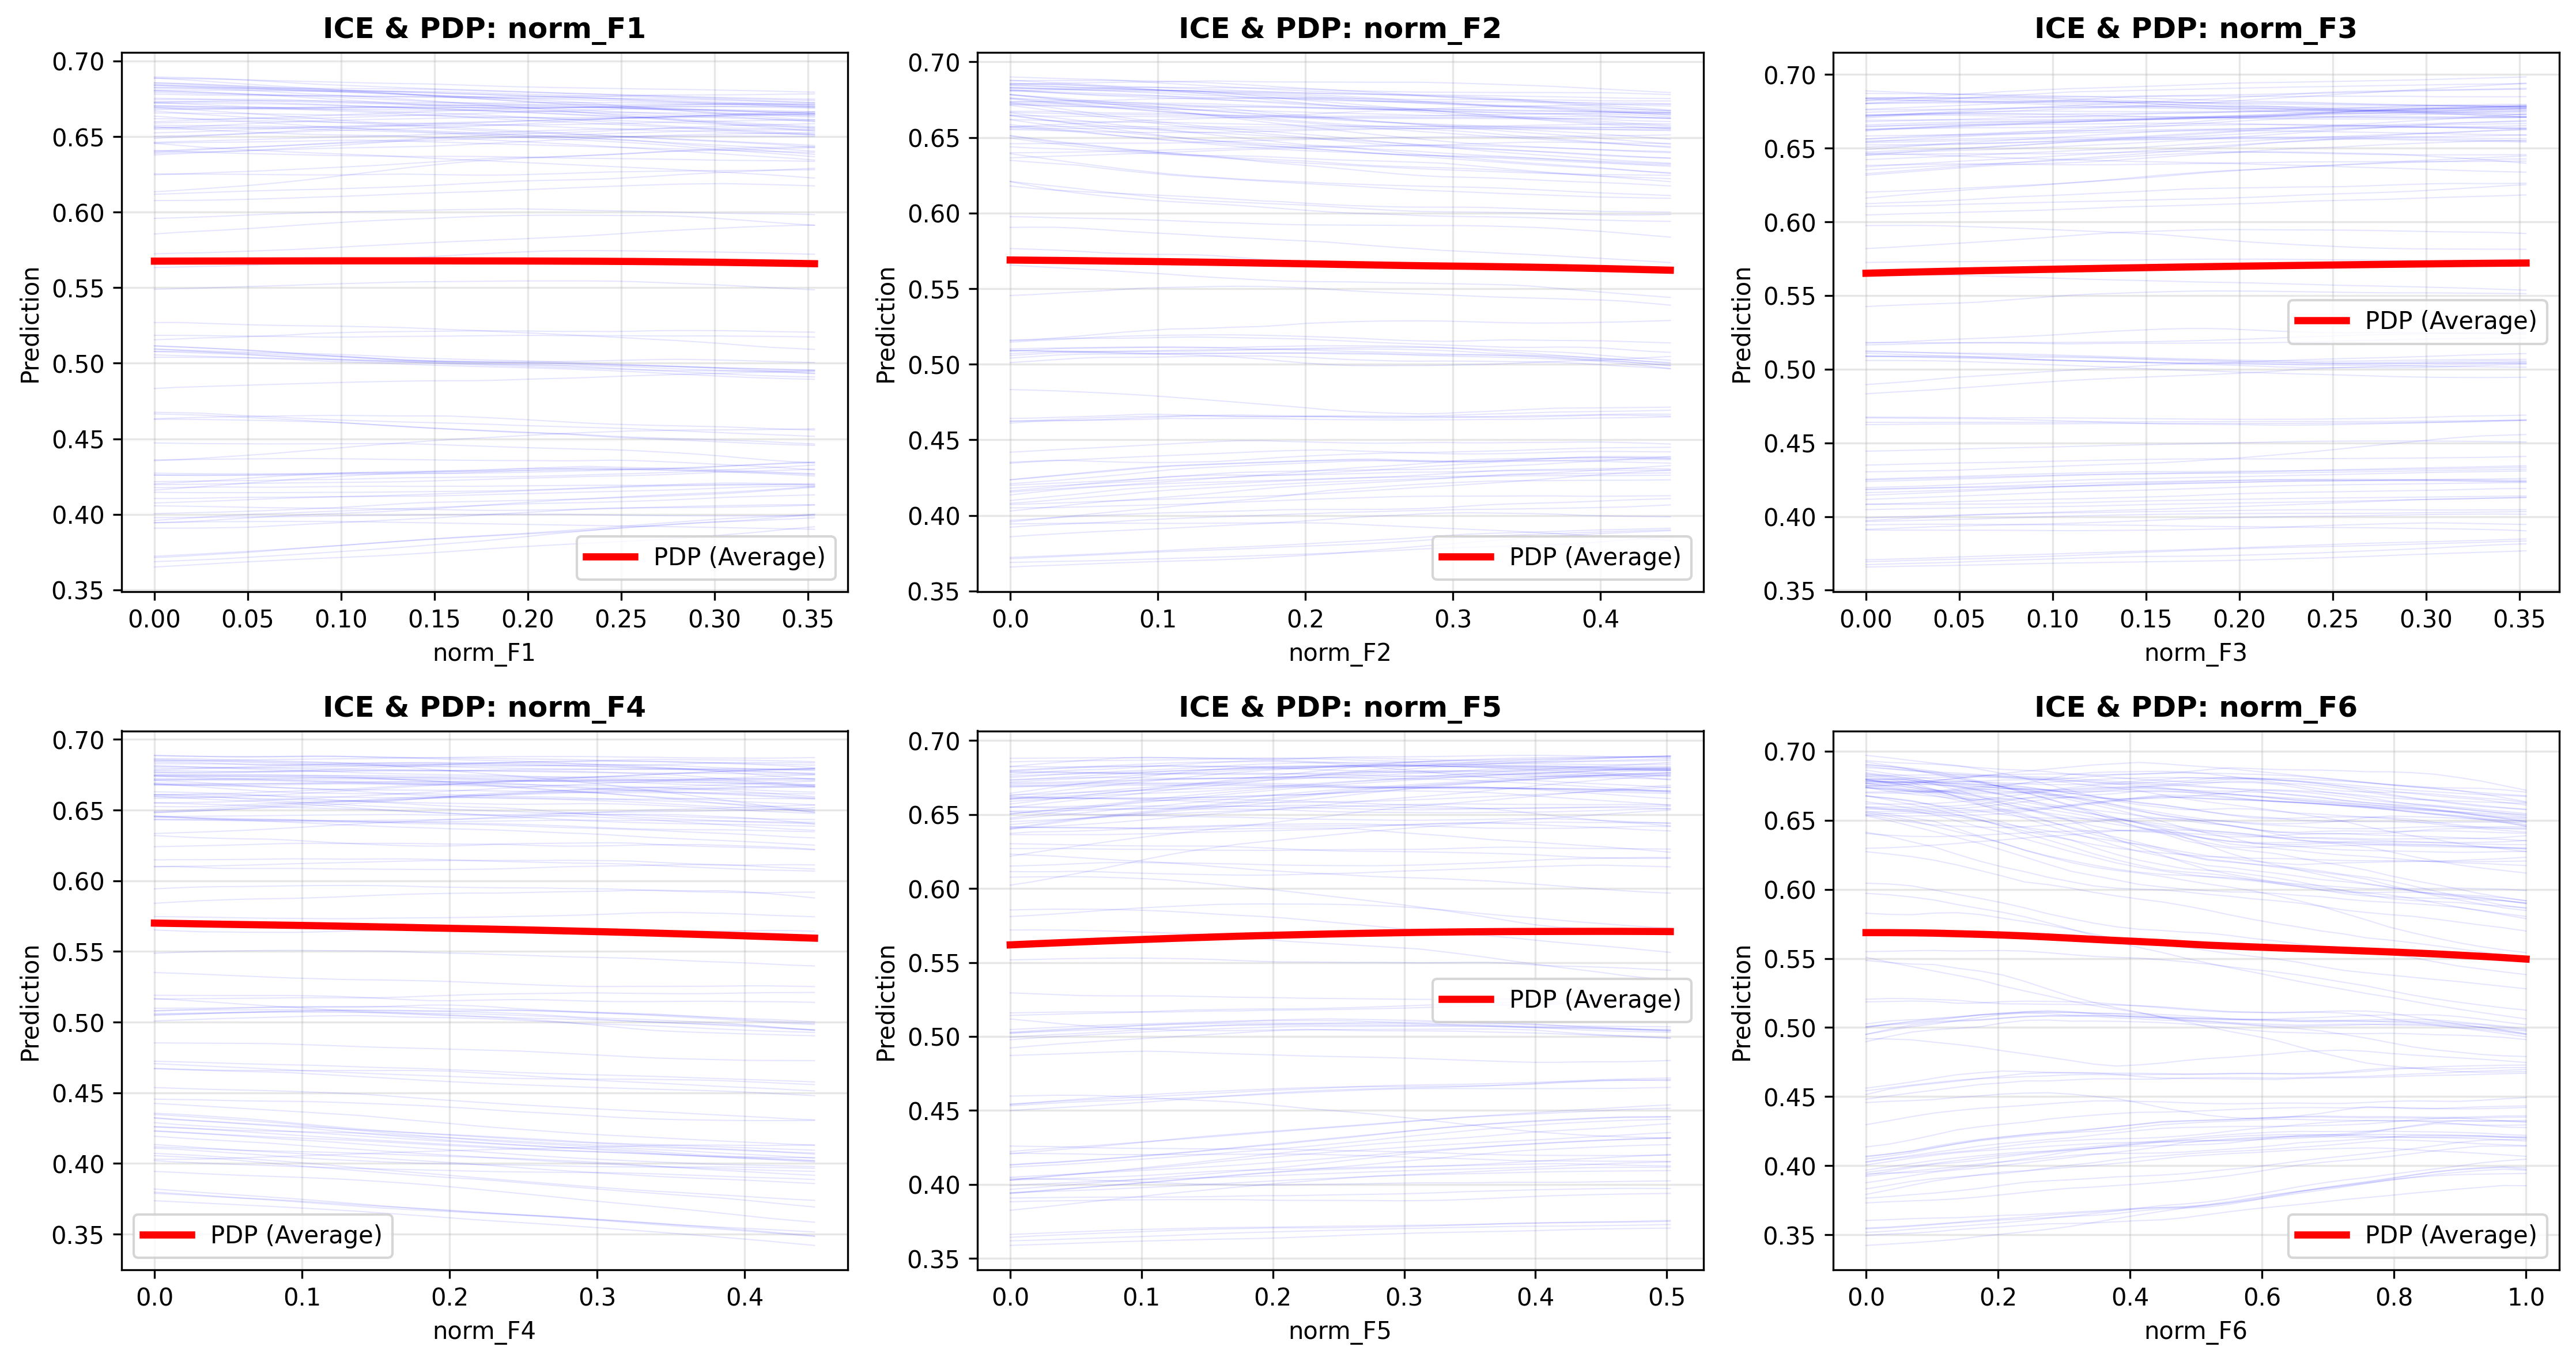 ICE & PDP: norm_F1
0.70
0.65
0.60
0.55
0.50
0.45
0.40
0.35
Prediction
PDP (Average)
0.00 0.05 0.10 0.15 0.20 0.25 0.30 0.35
norm_F1
ICE & PDP: norm_F2
0.70
0.65
0.60
0.55
0.50
0.45
0.40
0.35
Prediction
PDP (Average)
0.0 0.1 0.2 0.3 0.4
norm_F2
ICE & PDP: norm_F3
0.70
0.65
0.60
0.55
0.50
0.45
0.40
0.35
Prediction
PDP (Average)
0.00 0.05 0.10 0.15 0.20 0.25 0.30 0.35
norm_F3
ICE & PDP: norm_F4
0.70
0.65
0.60
0.55
0.50
0.45
0.40
0.35
Prediction
PDP (Average)
0.0 0.1 0.2 0.3 0.4
norm_F4
ICE & PDP: norm_F5
0.70
0.65
0.60
0.55
0.50
0.45
0.40
0.35
Prediction
PDP (Average)
0.0 0.1 0.2 0.3 0.4 0.5
norm_F5
ICE & PDP: norm_F6
0.70
0.65
0.60
0.55
0.50
0.45
0.40
0.35
Prediction
PDP (Average)
0.0 0.2 0.4 0.6 0.8 1.0
norm_F6